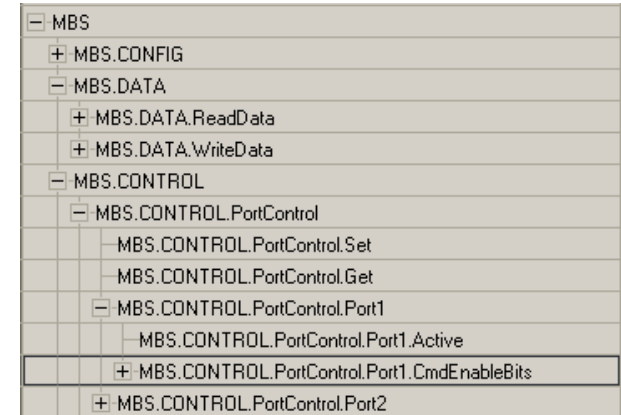 MBS
MBS.CONFIG
MBS.DATA
MBS.DATA.ReadData
MBS.DATA.WriteData
MBS.CONTROL
MBS.CONTROL.PortControl
MBS.CONTROL.PortControl.Set
MBS.CONTROL.PortControl.Get
MBS.CONTROL.PortControl.Port1
MBS.CONTROL.PortControl.Port1.Active
MBS.CONTROL.PortControl.Port1.CmdEnableBits
MBS.CONTROL.PortControl.Port2